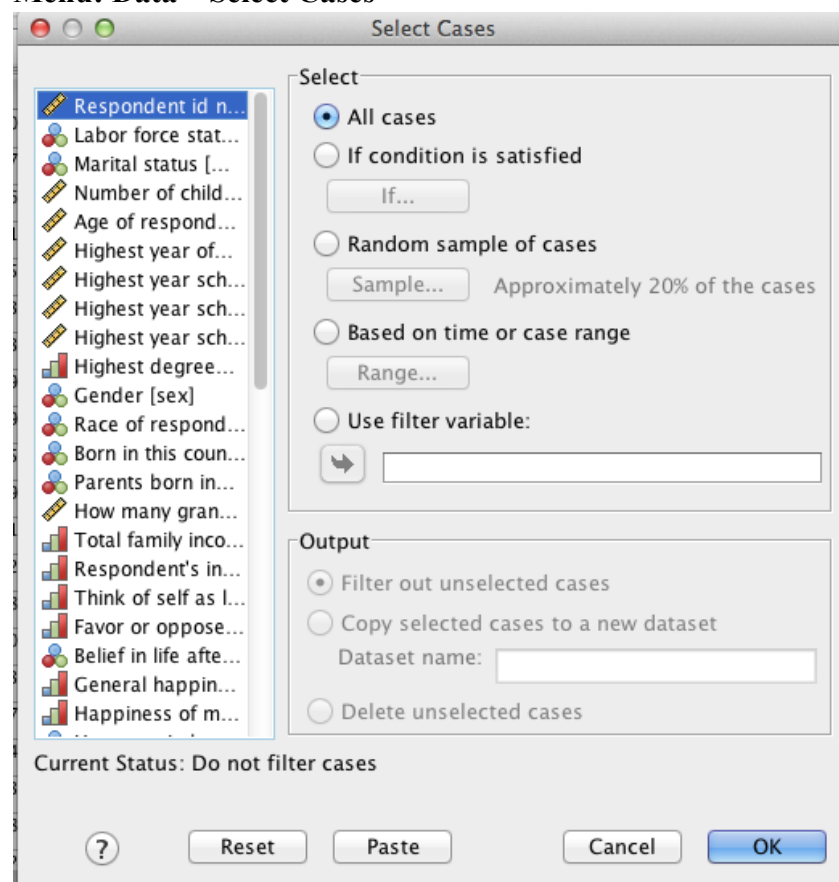 Menu: Data – Select Cases
Select Cases
Respondent id n...
Labor force stat...
Marital status [...
Number of child...
Age of respond...
Highest year of...
Highest year sch...
Highest year sch...
Highest year sch...
Highest degree...
Gender [sex]
Race of respond...
Born in this coun...
Parents born in...
How many gran...
Total family inco...
Respondent's in...
Think of self as l...
Favor or oppose...
Belief in life afte...
General happin...
Happiness of m...
Select
All cases
If condition is satisfied
If...
Random sample of cases
Sample... Approximately 20% of the cases
Based on time or case range
Range...
Use filter variable:
Output
Filter out unselected cases
Copy selected cases to a new dataset
Dataset name:
Delete unselected cases
Current Status: Do not filter cases
? Reset Paste Cancel OK